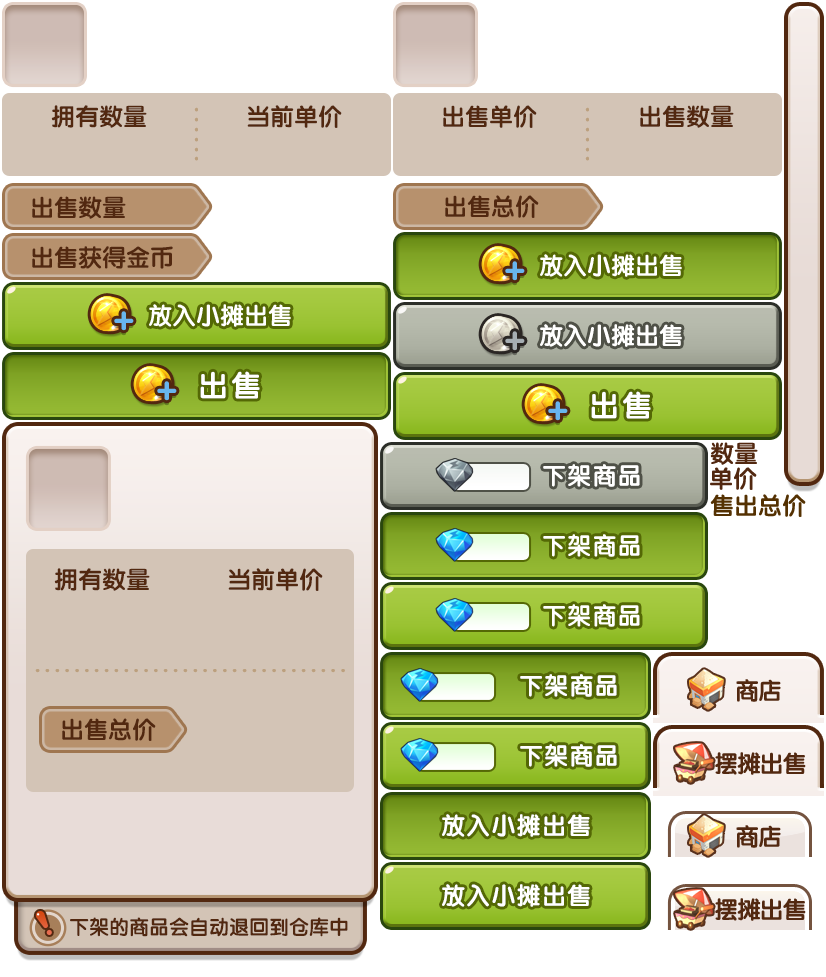 拥有数量 当前单价
出售单价 出售数量
出售数量
出售总价
出售获得金币
放入小摊出售
放入小摊出售
放入小摊出售
出售
出售
下架商品
数量
单价
售出总价
下架商品
拥有数量 当前单价
下架商品
下架商品
商店
出售总价
下架商品
摆摊出售
放入小摊出售
商店
放入小摊出售
摆摊出售
下架的商品会自动退回到仓库中